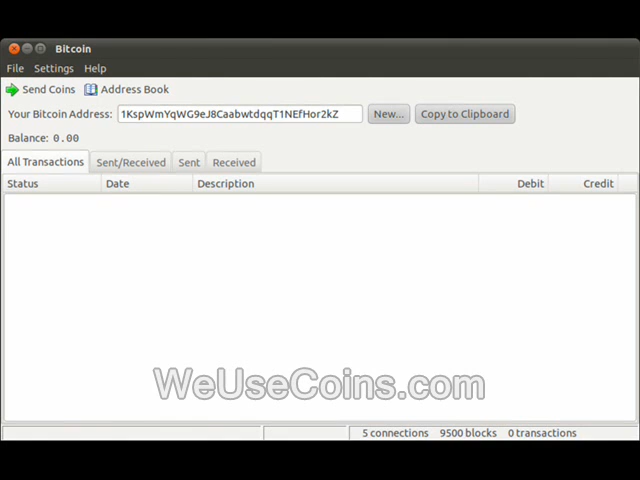 Bitcoin
File Settings Help
Send Coins Address Book
Your Bitcoin Address: 1KspWmYqWG9eJ8CaabwtdqqT1NEfHor2kZ New... Copy to Clipboard
Balance: 0.00
All Transactions Sent/Received Sent Received
Status Date Description Debit Credit
WeUseCoins.com
5 connections 9500 blocks 0 transactions